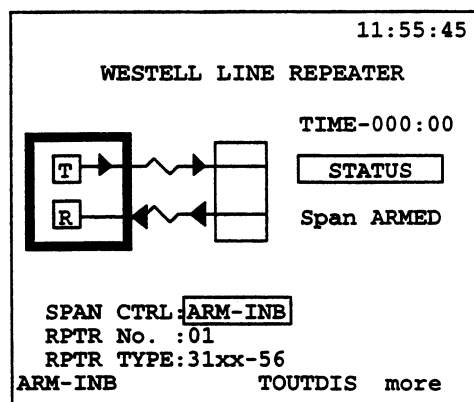 11:55:45
WESTELL LINE REPEATER
TIME-000:00
T
STATUS
R
Span ARMED
SPAN CTRL:ARM-INB
RPTR No. :01
RPTR TYPE:31xx-56
ARM-INB TOUTDIS more